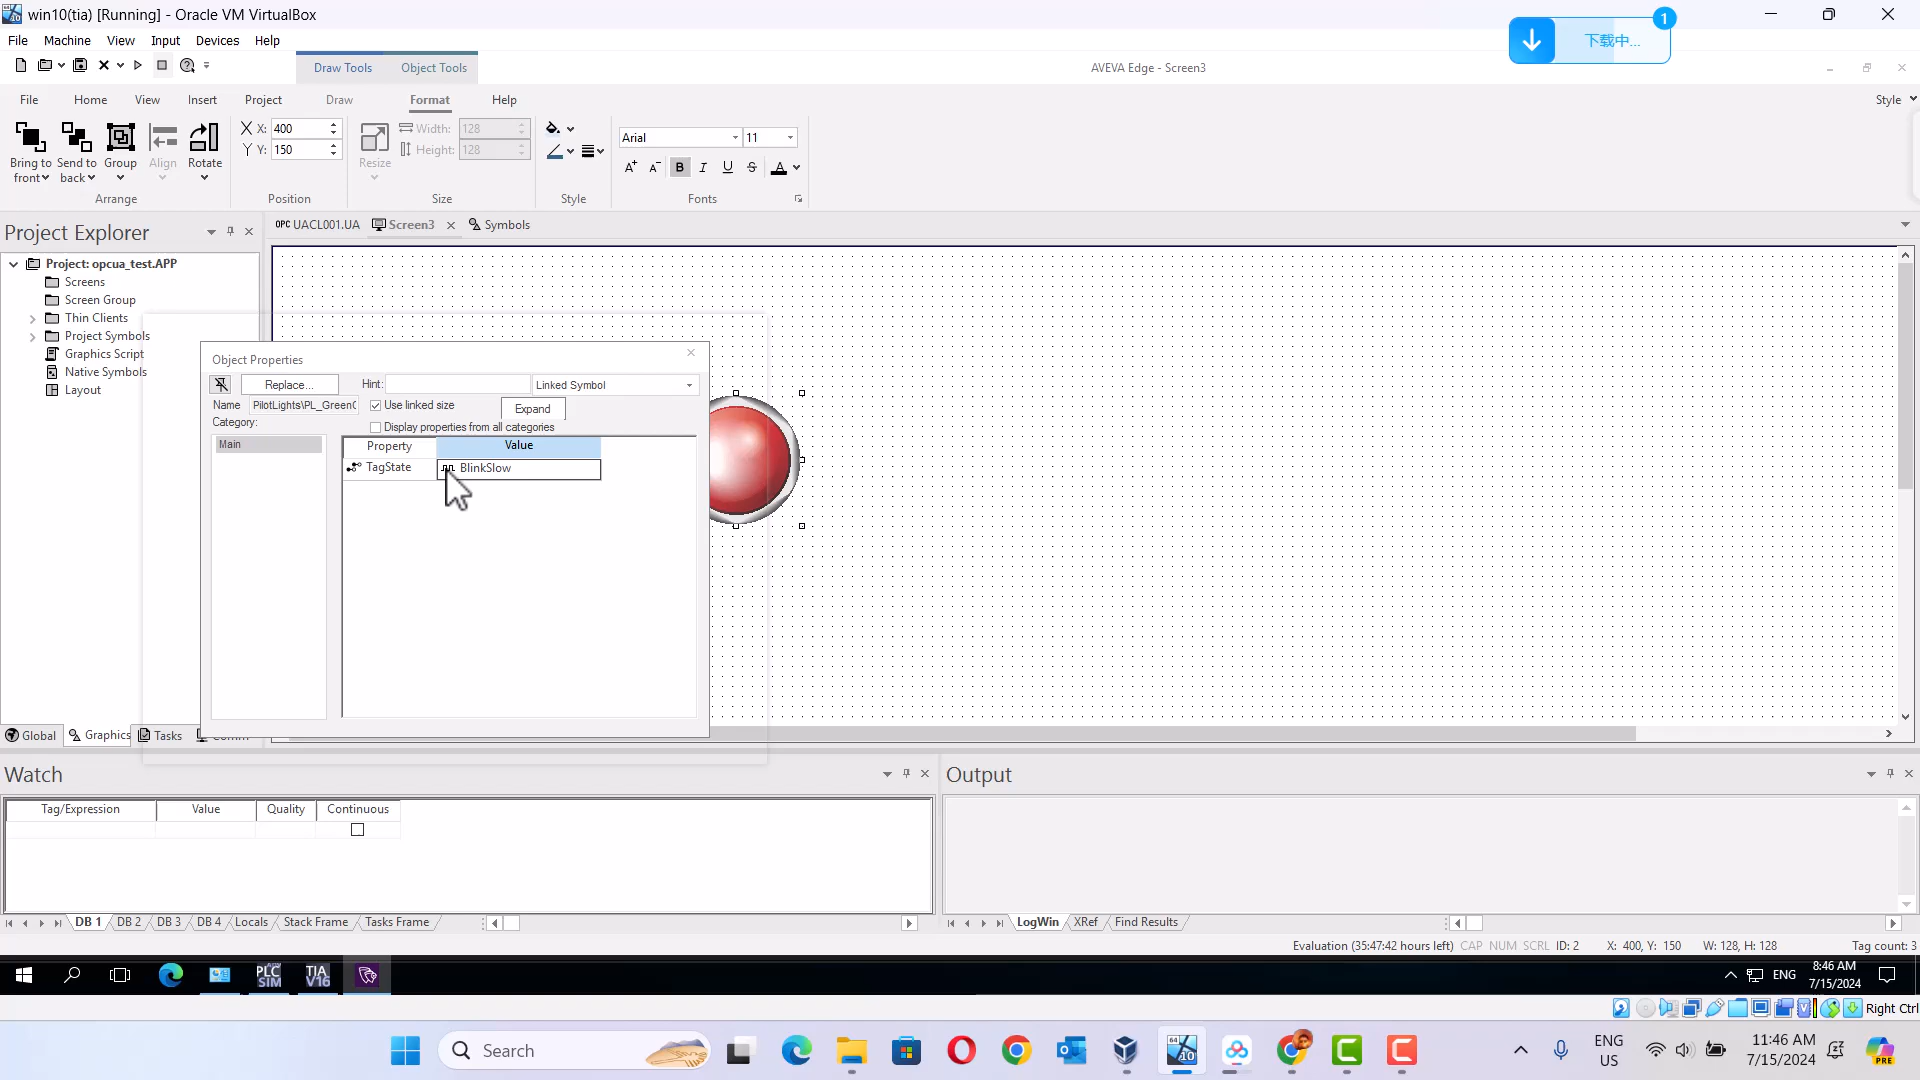 win10(tia) [Running] - Oracle VM VirtualBox
1
下载中...
File Machine View Input Devices Help
Draw Tools Object Tools
AVEVA Edge - Screen3
File Home View Insert Project Draw Format Help
Style
X X: 400
Y Y: 150
Width: 128
Height: 128
Arial 11
Bring to front
Send to back
Group
Align
Rotate
Resize
B I U S A
Arrange Position Size Style Fonts
Project Explorer
OPC UACL001.UA Screen3 Symbols
Project: opcua_test.APP
Screens
Screen Group
Thin Clients
Project Symbols
Graphics Script
Native Symbols
Layout
Object Properties
Replace... Hint: Linked Symbol
Name PilotLights\PL_Green Use linked size Expand
Category: Display properties from all categories
Main
Property Value
TagState BlinkSlow
Global Graphics Tasks
Watch
Output
Tag/Expression Value Quality Continuous
DB 1 DB 2 DB 3 DB 4 Locals Stack Frame Tasks Frame
LogWin XRef Find Results
Evaluation (35:47:42 hours left) CAP NUM SCRL ID: 2 X: 400, Y: 150 W: 128, H: 128 Tag count: 3
PLC SIM
TIA V16
ENG
8:46 AM
7/15/2024
Right Ctrl
Search
64
10
ENG
US
11:46 AM
7/15/2024
PRE